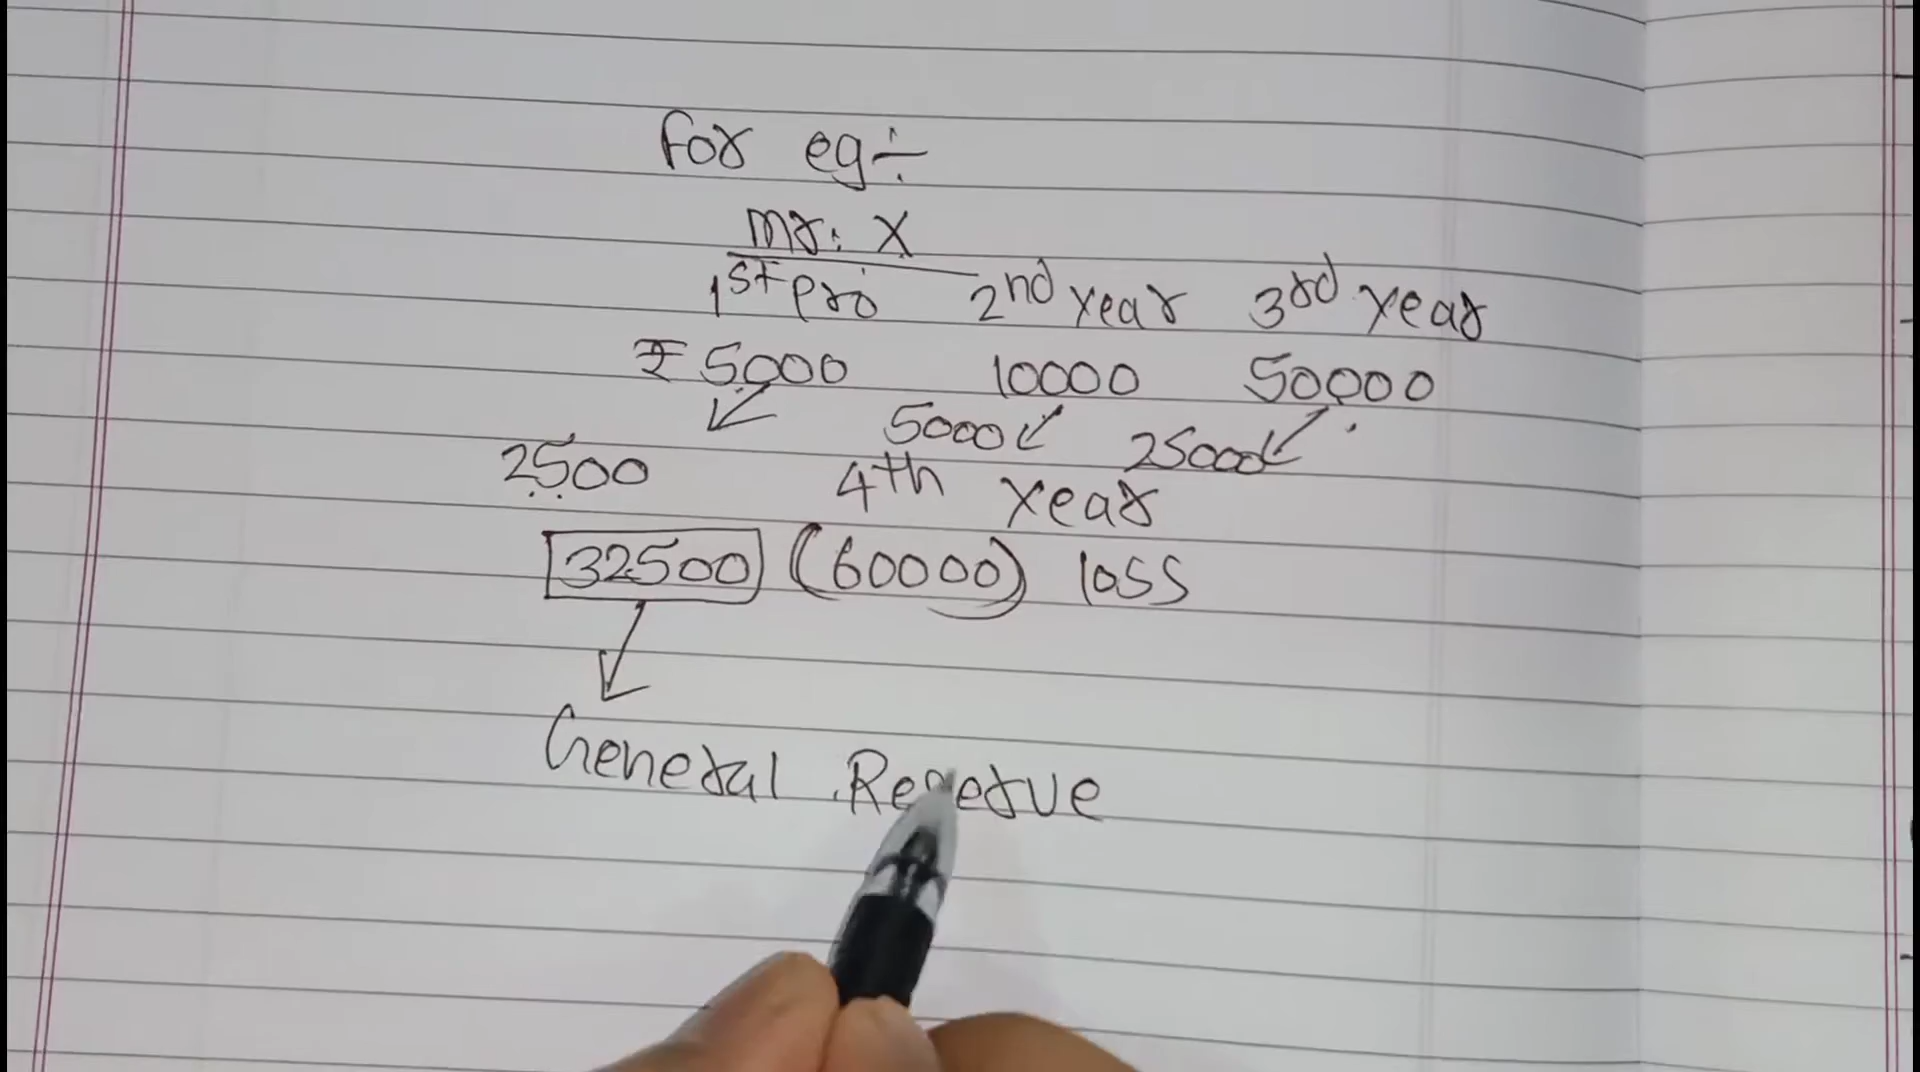 For eg÷
Mr. X
1st pro 2nd year 3rd year
₹ 5000 10000 50000
5000 25000
2500 4th year
32500 (60000) loss
General Reserve